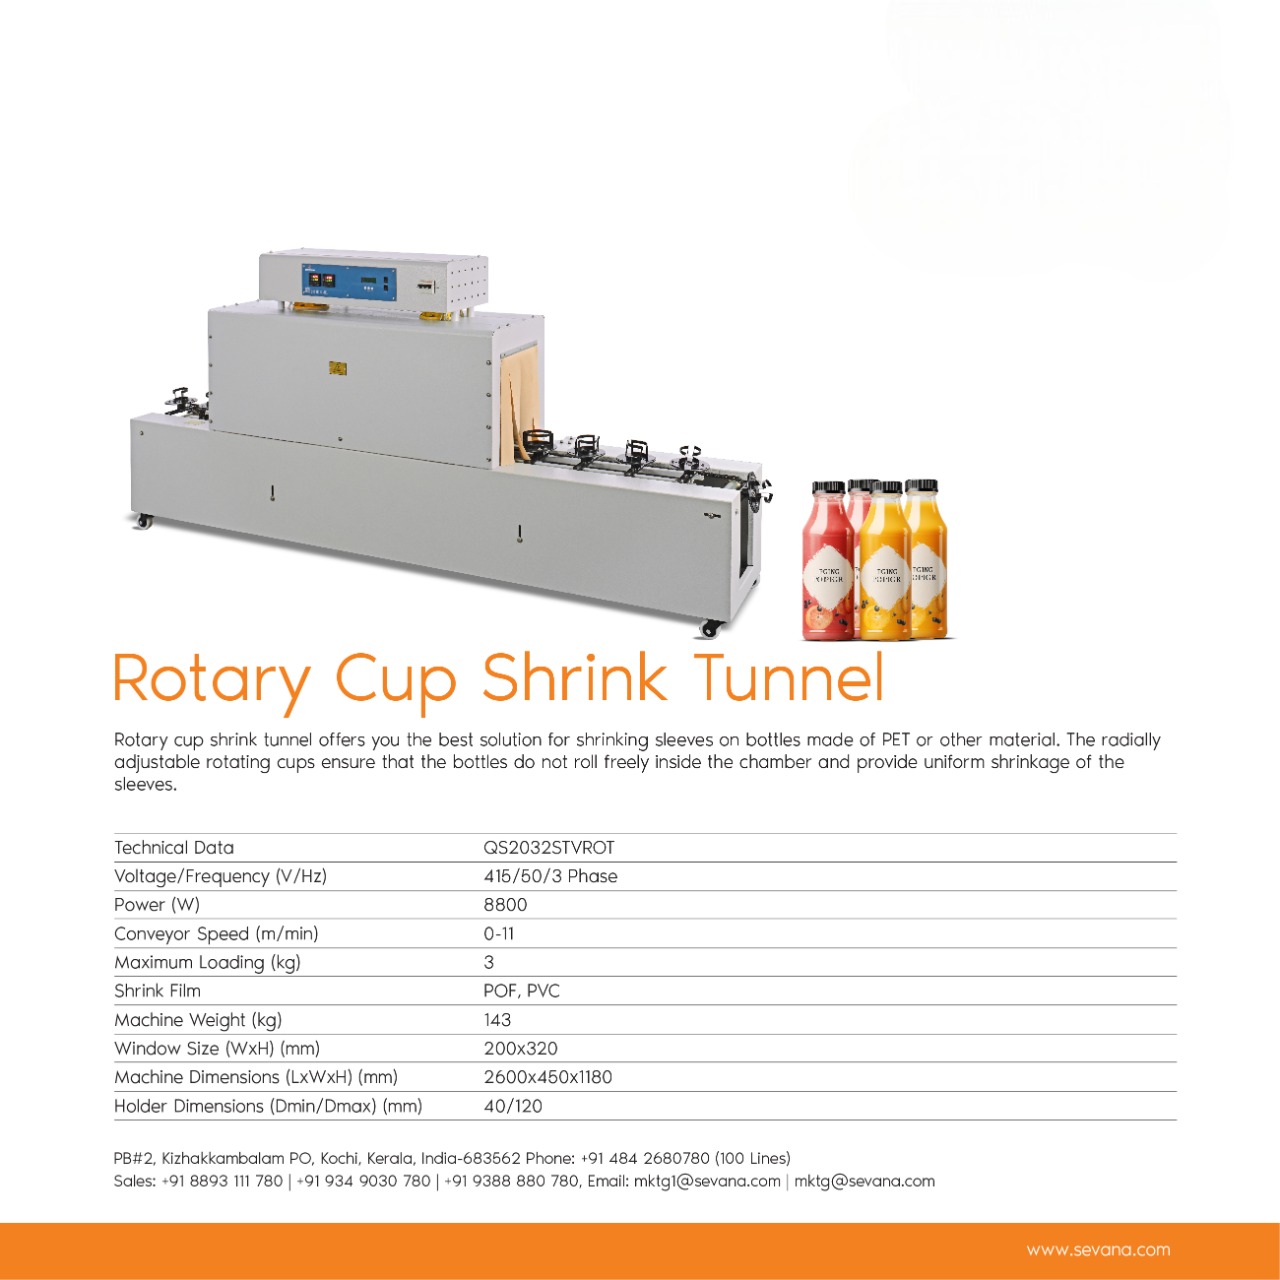 Rotary Cup Shrink Tunnel
Rotary cup shrink tunnel offers you the best solution for shrinking sleeves on bottles made of PET or other material. The radially
adjustable rotating cups ensure that the bottles do not roll freely inside the chamber and provide uniform shrinkage of the
sleeves.
Technical Data QS2032STVROT
Voltage/Frequency (V/Hz) 415/50/3 Phase
Power (W) 8800
Conveyor Speed (m/min) 0-11
Maximum Loading (kg) 3
Shrink Film POF, PVC
Machine Weight (kg) 143
Window Size (WxH) (mm) 200x320
Machine Dimensions (LxWxH) (mm) 2600x450x1180
Holder Dimensions (Dmin/Dmax) (mm) 40/120
PB#2, Kizhakkambalam PO, Kochi, Kerala, India-683562 Phone: +91 484 2680780 (100 Lines)
Sales: +91 8893 111 780 | +91 934 9030 780 | +91 9388 880 780, Email: mktg1@sevana.com | mktg@sevana.com
www.sevana.com